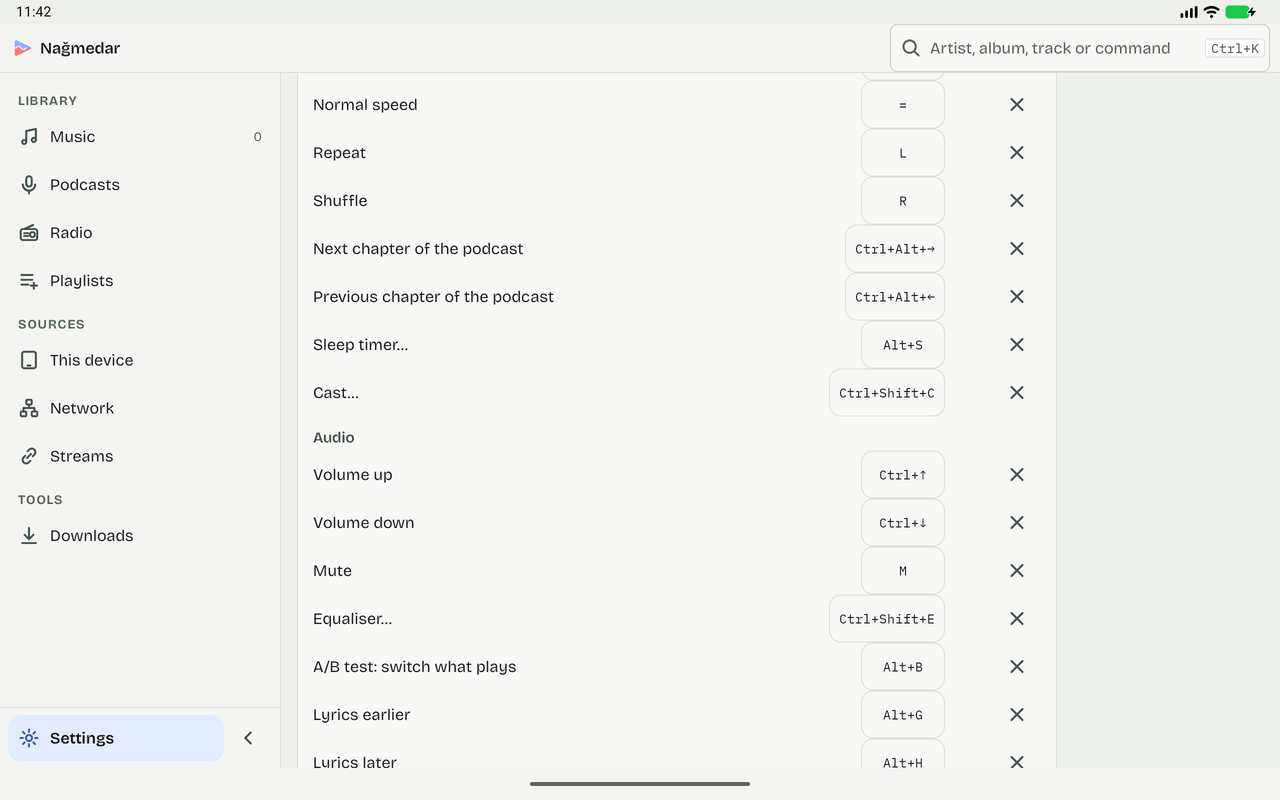 11:42
Nağmedar
Artist, album, track or command Ctrl+K
LIBRARY
Music 0
Podcasts
Radio
Playlists
SOURCES
This device
Network
Streams
TOOLS
Downloads
Settings
Normal speed =
Repeat L
Shuffle R
Next chapter of the podcast Ctrl+Alt+→
Previous chapter of the podcast Ctrl+Alt+←
Sleep timer... Alt+S
Cast... Ctrl+Shift+C
Audio
Volume up Ctrl+↑
Volume down Ctrl+↓
Mute M
Equaliser... Ctrl+Shift+E
A/B test: switch what plays Alt+B
Lyrics earlier Alt+G
Lyrics later Alt+H